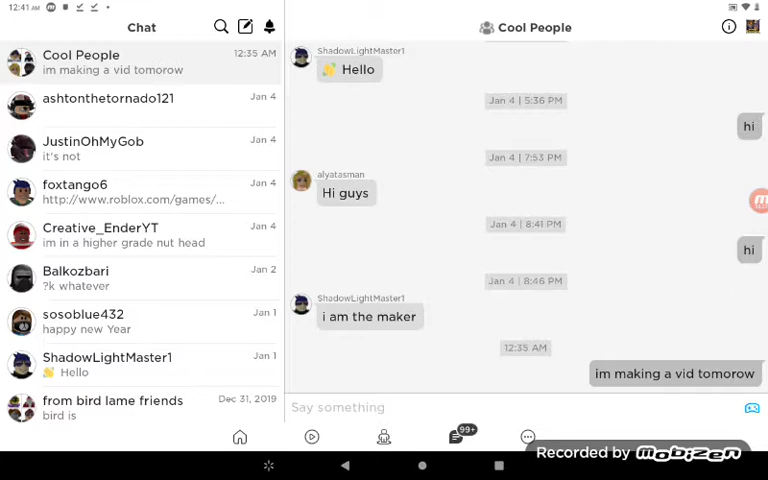 12:41 AM
Chat
Cool People
12:35 AM
im making a vid tomorow
ashtonthetornado121
Jan 4
JustinOhMyGob
Jan 4
it's not
foxtango6
Jan 4
http://www.roblox.com/games/...
Creative_EnderYT
Jan 4
im in a higher grade nut head
Balkozbari
Jan 2
?k whatever
sosoblue432
Jan 1
happy new Year
ShadowLightMaster1
Jan 1
👋 Hello
from bird lame friends
Dec 31, 2019
bird is
Cool People
ShadowLightMaster1
👋 Hello
Jan 4 | 5:36 PM
hi
Jan 4 | 7:53 PM
alyatasman
Hi guys
Jan 4 | 8:41 PM
hi
Jan 4 | 8:46 PM
ShadowLightMaster1
i am the maker
12:35 AM
im making a vid tomorow
Say something
99+
Recorded by mobizen